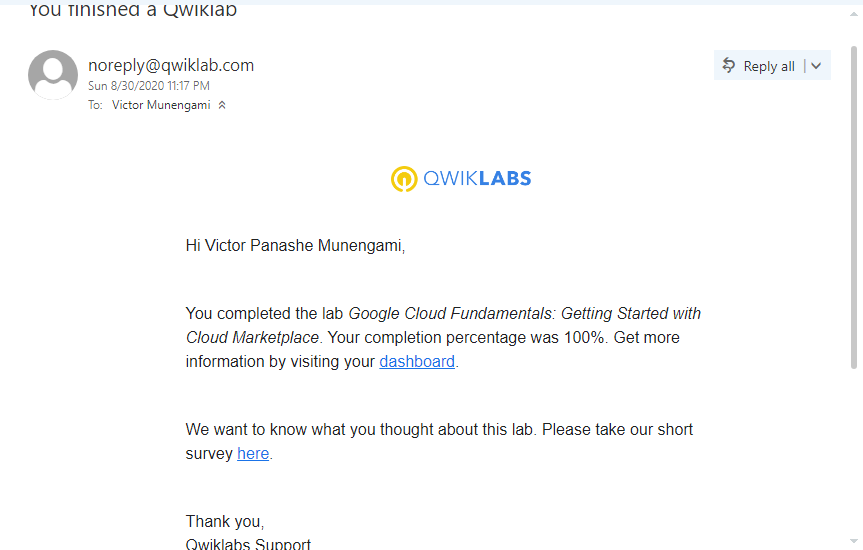 You finished a Qwiklab
noreply@qwiklab.com
Sun 8/30/2020 11:17 PM
To: Victor Munengami
Reply all
QWIKLABS
Hi Victor Panashe Munengami,
You completed the lab Google Cloud Fundamentals: Getting Started with
Cloud Marketplace. Your completion percentage was 100%. Get more
information by visiting your dashboard.
We want to know what you thought about this lab. Please take our short
survey here.
Thank you,
Qwiklabs Support